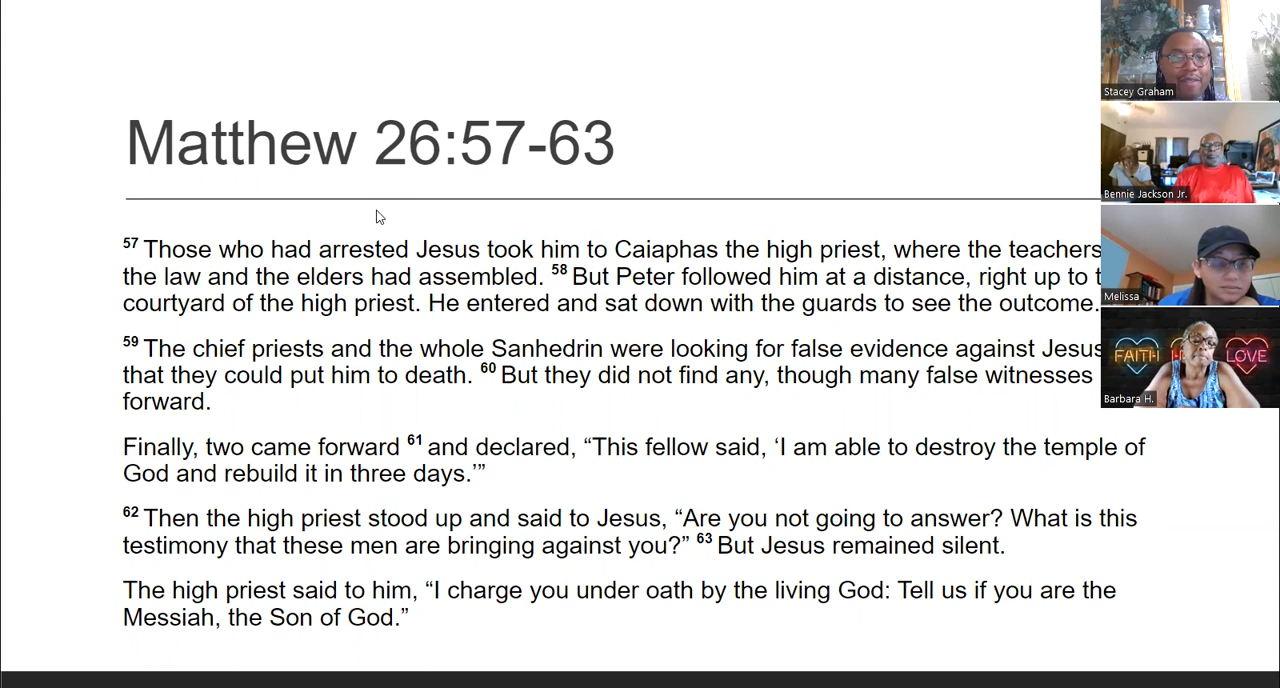 Matthew 26:57-63
57 Those who had arrested Jesus took him to Caiaphas the high priest, where the teachers
the law and the elders had assembled. 58 But Peter followed him at a distance, right up to t
courtyard of the high priest. He entered and sat down with the guards to see the outcome.
59 The chief priests and the whole Sanhedrin were looking for false evidence against Jesus
that they could put him to death. 60 But they did not find any, though many false witnesses
forward.
Finally, two came forward 61 and declared, “This fellow said, ‘I am able to destroy the temple of
God and rebuild it in three days.’”
62 Then the high priest stood up and said to Jesus, “Are you not going to answer? What is this
testimony that these men are bringing against you?” 63 But Jesus remained silent.
The high priest said to him, “I charge you under oath by the living God: Tell us if you are the
Messiah, the Son of God.”
Stacey Graham
Bennie Jackson Jr.
Melissa
FAITH
LOVE
Barbara H.